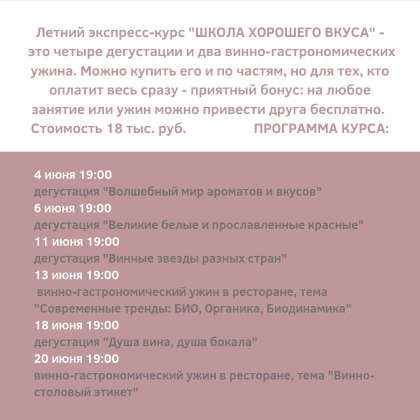 Летний экспресс-курс "ШКОЛА ХОРОШЕГО ВКУСА" -
это четыре дегустации и два винно-гастрономических
ужина. Можно купить его и по частям, но для тех, кто
оплатит весь сразу - приятный бонус: на любое
занятие или ужин можно привести друга бесплатно.
Стоимость 18 тыс. руб. ПРОГРАММА КУРСА:
4 июня 19:00
дегустация "Волшебный мир ароматов и вкусов"
6 июня 19:00
дегустация "Великие белые и прославленные красные"
11 июня 19:00
дегустация "Винные звезды разных стран"
13 июня 19:00
винно-гастрономический ужин в ресторане, тема
"Современные тренды: БИО, Органика, Биодинамика"
18 июня 19:00
дегустация "Душа вина, душа бокала"
20 июня 19:00
винно-гастрономический ужин в ресторане, тема "Винно-
столовый этикет"